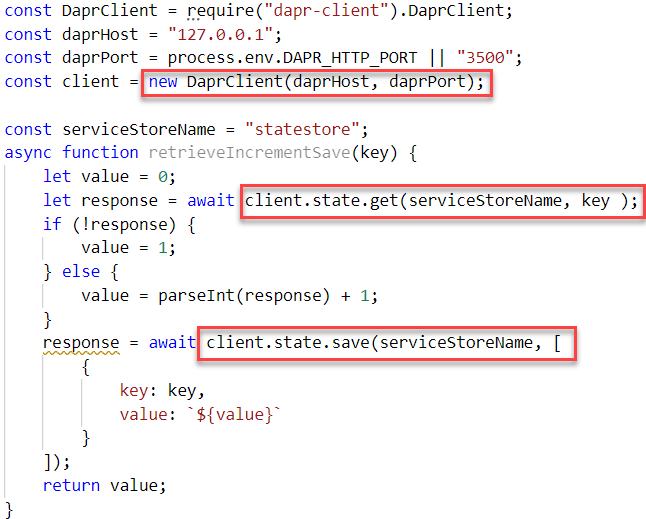 const DaprClient = require("dapr-client").DaprClient;
const daprHost = "127.0.0.1";
const daprPort = process.env.DAPR_HTTP_PORT || "3500";
const client = new DaprClient(daprHost, daprPort);

const serviceStoreName = "statestore";
async function retrieveIncrementSave(key) {
    let value = 0;
    let response = await client.state.get(serviceStoreName, key );
    if (!response) {
        value = 1;
    } else {
        value = parseInt(response) + 1;
    }
    response = await client.state.save(serviceStoreName, [
        {
            key: key,
            value: `${value}`
        }
    ]);
    return value;
}